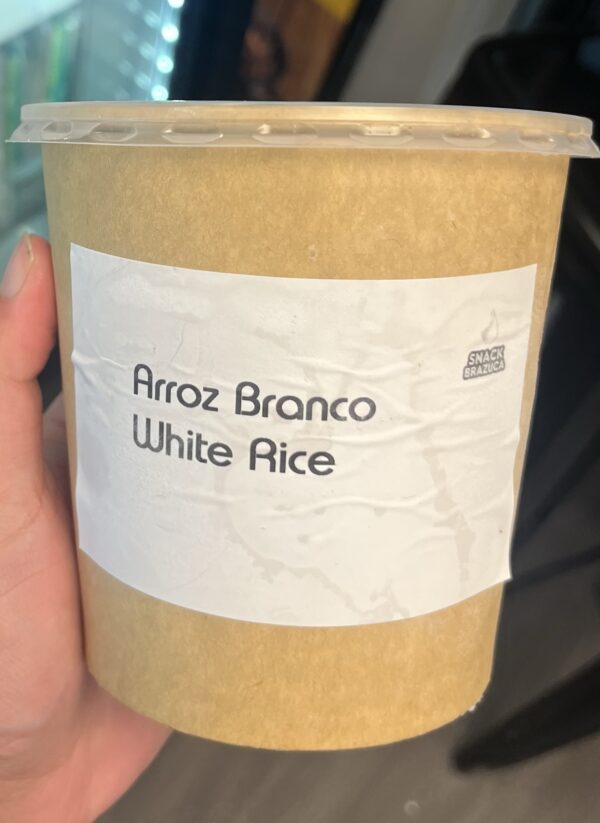 SNACK
BRAZUCA
Arroz Branco
White Rice